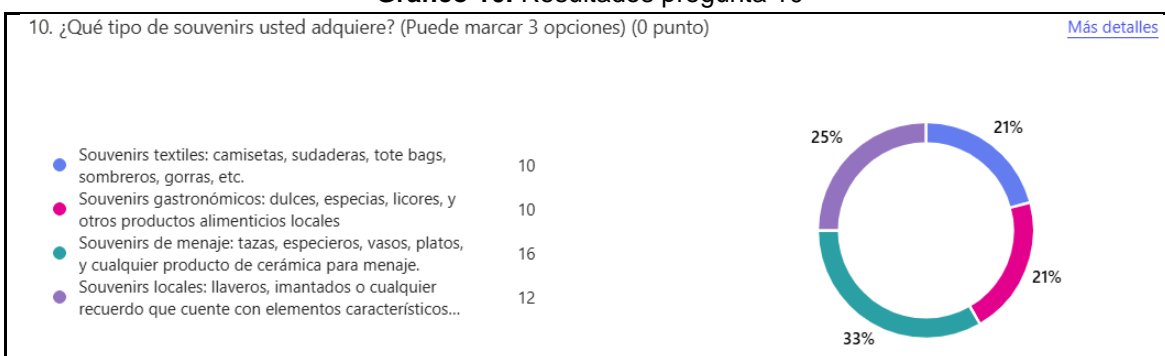 10. ¿Qué tipo de souvenirs usted adquiere? (Puede marcar 3 opciones) (0 punto)
Más detalles
Souvenirs textiles: camisetas, sudaderas, tote bags,
sombreros, gorras, etc.
10
Souvenirs gastronómicos: dulces, especias, licores, y
otros productos alimenticios locales
10
Souvenirs de menaje: tazas, especieros, vasos, platos,
y cualquier producto de cerámica para menaje.
16
Souvenirs locales: llaveros, imantados o cualquier
recuerdo que cuente con elementos característicos...
12
25%
21%
21%
33%